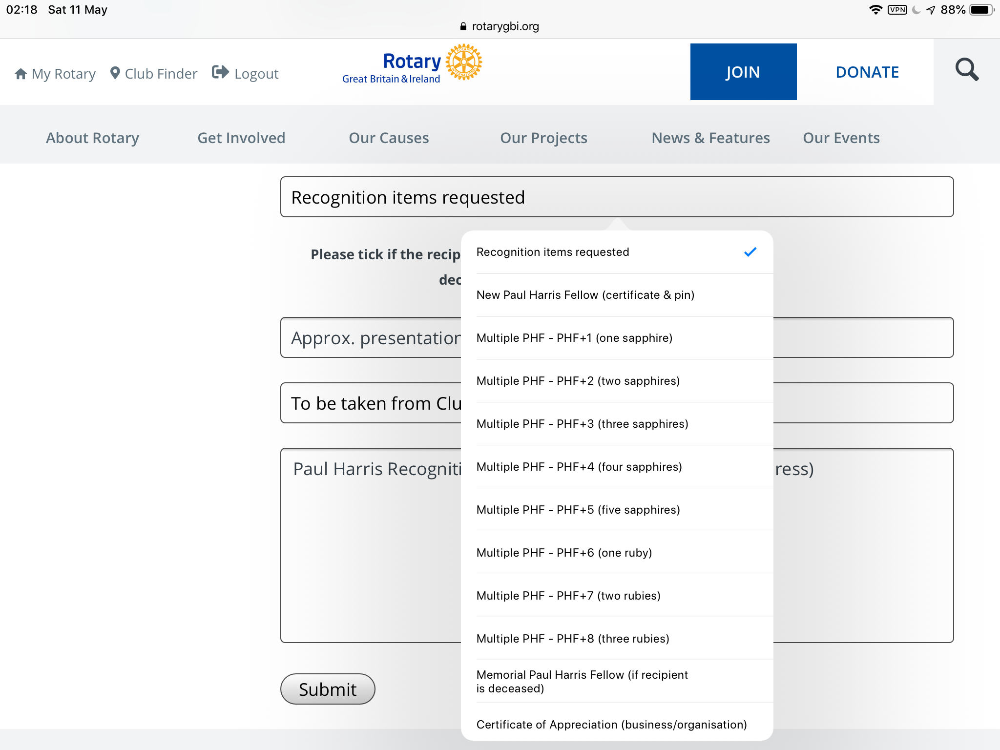 02:18 Sat 11 May
VPN 88%
rotarygbi.org
My Rotary Club Finder Logout
Rotary
Great Britain & Ireland
ROTARY
INTERNATIONAL
JOIN
DONATE
About Rotary Get Involved Our Causes Our Projects News & Features Our Events
Recognition items requested
Please tick if the recip
dec
Approx. presentation
To be taken from Clu
Paul Harris Recogniti
ress)
Submit
Recognition items requested
New Paul Harris Fellow (certificate & pin)
Multiple PHF - PHF+1 (one sapphire)
Multiple PHF - PHF+2 (two sapphires)
Multiple PHF - PHF+3 (three sapphires)
Multiple PHF - PHF+4 (four sapphires)
Multiple PHF - PHF+5 (five sapphires)
Multiple PHF - PHF+6 (one ruby)
Multiple PHF - PHF+7 (two rubies)
Multiple PHF - PHF+8 (three rubies)
Memorial Paul Harris Fellow (if recipient
is deceased)
Certificate of Appreciation (business/organisation)